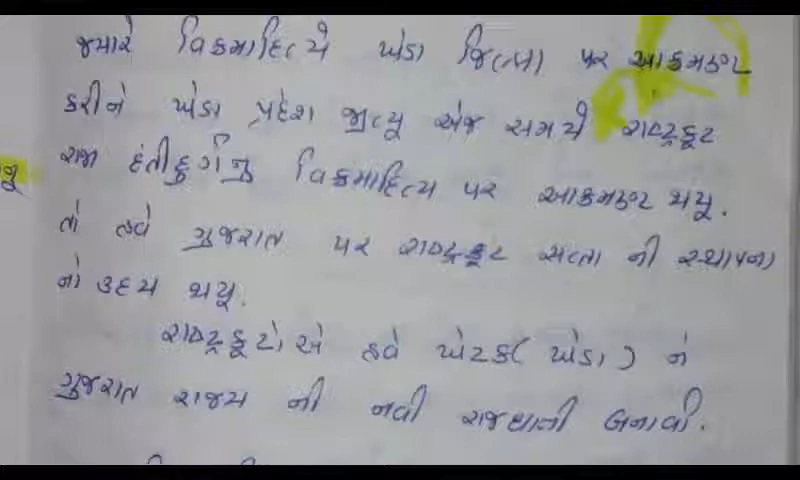 જ્યારે વિક્રમાદિત્યે ખેડા જિલ્લા પર આક્રમણ
કરીને ખેડા પ્રદેશ જીત્યુ એજ સમયે રાષ્ટ્રકૂટ
રાજા દંતીદુર્ગનુ વિક્રમાદિત્ય પર આક્રમણ થયુ.
તો હવે ગુજરાત પર રાષ્ટ્રકૂટ સત્તા ની સ્થાપના
નો ઉદય થયુ.
રાષ્ટ્રકૂટોએ હવે ખેટક( ખેડા ) ને
ગુજરાત રાજ્ય ની નવી રાજધાની બનાવી.